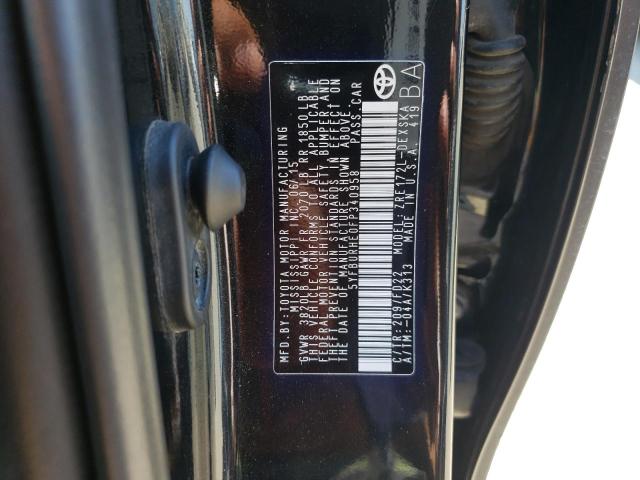 MFD.BY:TOYOTA MOTOR MANUFACTURING
MISSISSIPPI INC. 06/15
GVWR 3820LB GAWR FR 2070LB RR 1850LB
THIS VEHICLE CONFORMS TO ALL APPLICABLE
FEDERAL MOTOR VEHICLE SAFETY BUMPER AND
THEFT PREVENTION STANDARDS IN EFFECT ON
THE DATE OF MANUFACTURE SHOWN ABOVE.
5YFBURHE0FP340958 PASS.CAR
C/TR:209/FD22 MODEL:ZRE172L-DEXSKA
A/TM:-04A/K313 MADE IN U.S.A. 419
BA